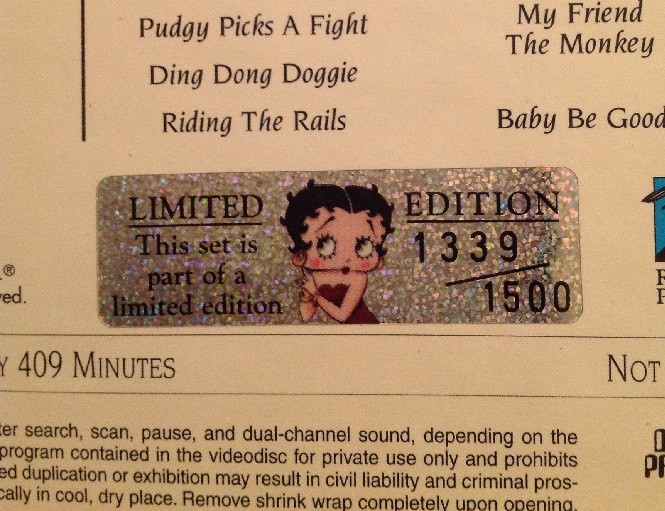 Pudgy Picks A Fight
Ding Dong Doggie
Riding The Rails
My Friend
The Monkey
Baby Be Good
LIMITED EDITION
This set is
part of a
limited edition
1339
1500
®
409 MINUTES
NOT
search, scan, pause, and dual-channel sound, depending on the
program contained in the videodisc for private use only and prohibits
duplication or exhibition may result in civil liability and criminal pros-
in cool, dry place. Remove shrink wrap completely upon opening.